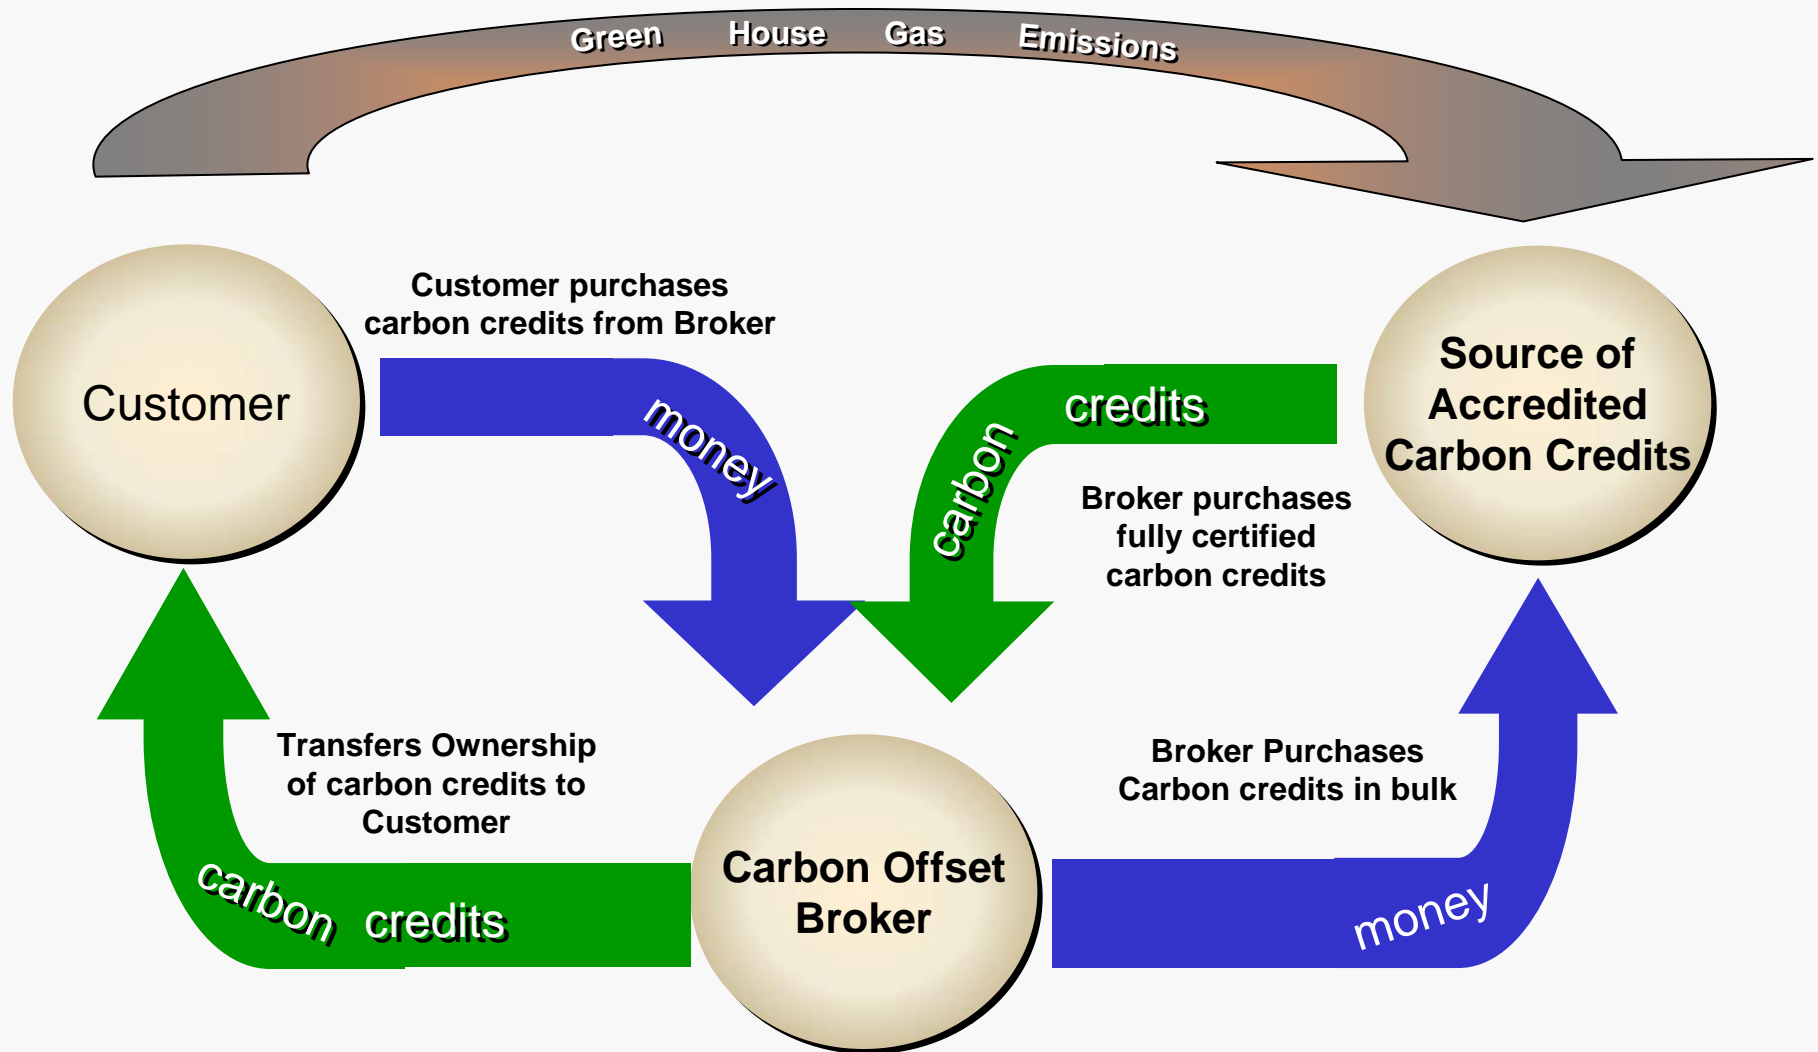 Green House Gas Emissions
Customer purchases
carbon credits from Broker
Customer
money
carbon credits
Source of
Accredited
Carbon Credits
Broker purchases
fully certified
carbon credits
Transfers Ownership
of carbon credits to
Customer
carbon credits
Carbon Offset
Broker
Broker Purchases
Carbon credits in bulk
money